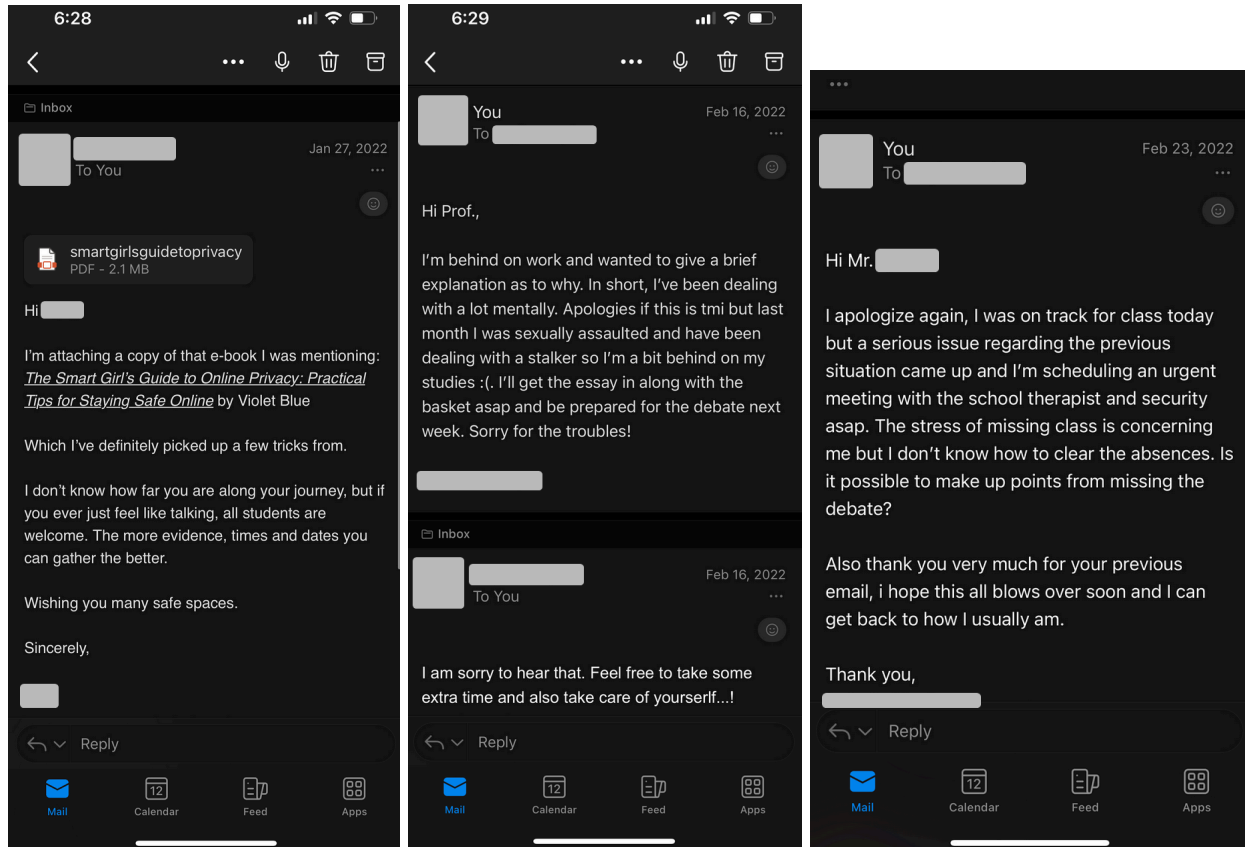 6:28
Inbox
Jan 27, 2022
To You
smartgirlsguidetoprivacy
PDF - 2.1 MB
Hi
I'm attaching a copy of that e-book I was mentioning:
The Smart Girl's Guide to Online Privacy: Practical
Tips for Staying Safe Online by Violet Blue
Which I've definitely picked up a few tricks from.
I don't know how far you are along your journey, but if
you ever just feel like talking, all students are
welcome. The more evidence, times and dates you
can gather the better.
Wishing you many safe spaces.
Sincerely,
Reply
12
Mail
Calendar
Feed
Apps
6:29
You
Feb 16, 2022
To
Hi Prof.,
I'm behind on work and wanted to give a brief
explanation as to why. In short, I've been dealing
with a lot mentally. Apologies if this is tmi but last
month I was sexually assaulted and have been
dealing with a stalker so I'm a bit behind on my
studies :(. I'll get the essay in along with the
basket asap and be prepared for the debate next
week. Sorry for the troubles!
Inbox
Feb 16, 2022
To You
I am sorry to hear that. Feel free to take some
extra time and also take care of yourserlf...!
Reply
12
Mail
Calendar
Feed
Apps
You
Feb 23, 2022
To
Hi Mr.
I apologize again, I was on track for class today
but a serious issue regarding the previous
situation came up and I'm scheduling an urgent
meeting with the school therapist and security
asap. The stress of missing class is concerning
me but I don't know how to clear the absences. Is
it possible to make up points from missing the
debate?
Also thank you very much for your previous
email, i hope this all blows over soon and I can
get back to how I usually am.
Thank you,
Reply
12
Mail
Calendar
Feed
Apps